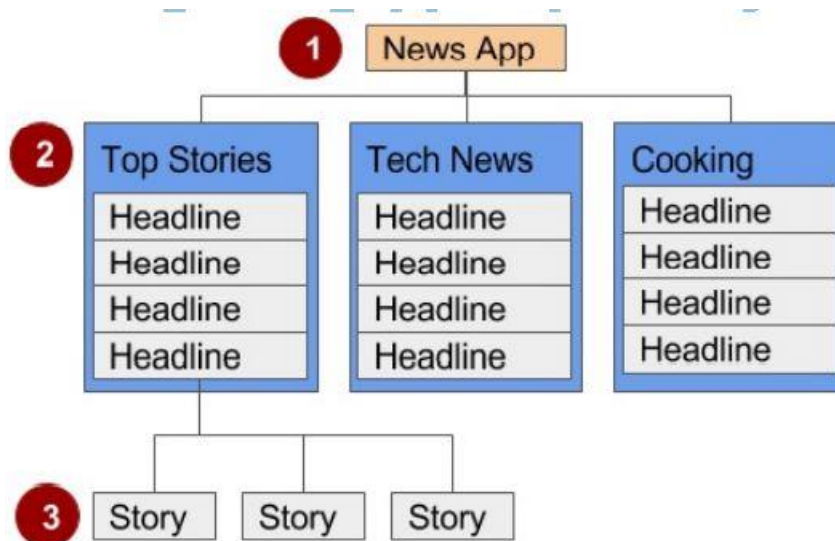 1 News App
2 Top Stories Tech News Cooking
Headline Headline Headline
Headline Headline Headline
Headline Headline Headline
Headline Headline Headline
3 Story Story Story